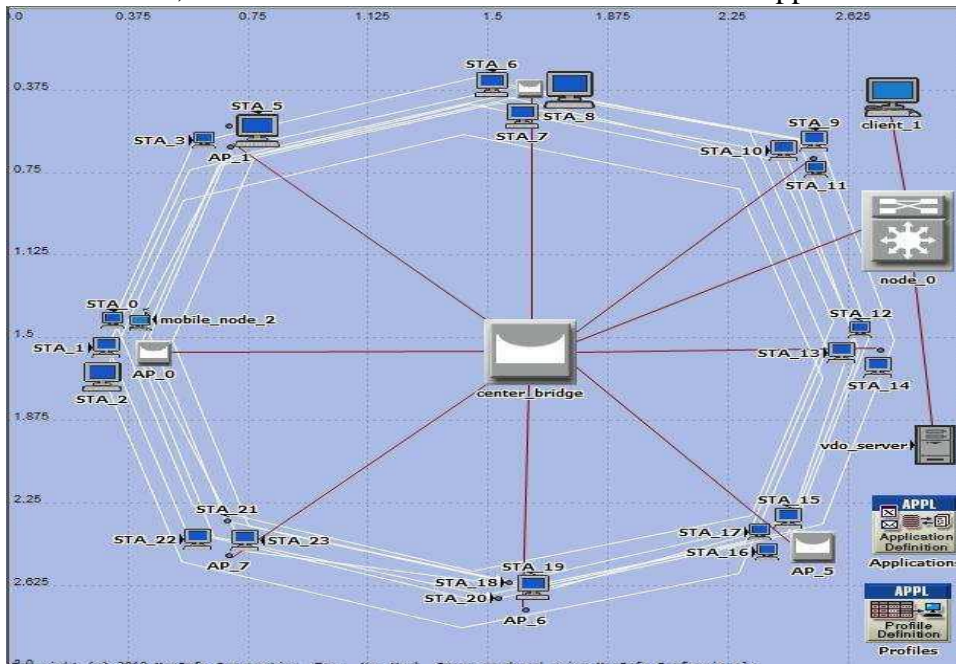 0.375 0.75 1.125 1.5 1.875 2.25 2.625
STA_6
0.375
STA_8
STA_7
STA_5
STA_3
AP_1
STA_9
STA_10
STA_11
client_1
0.75
1.125
node_0
STA_0
mobile_node_2
STA_1
AP_0
STA_2
1.5
STA_12
STA_13
STA_14
center_bridge
1.875
vdo_server
2.25
STA_21
STA_22
STA_23
AP_7
STA_15
STA_17
STA_16
AP_5
STA_19
STA_18
STA_20
AP_6
2.625
APPL
Application
Definition
Applications
APPL
Profile
Definition
Profiles